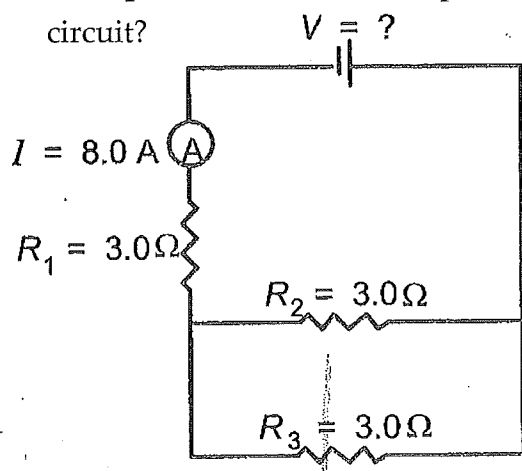 circuit?
V = ?
I = 8.0 A A
R₁ = 3.0Ω
R₂ = 3.0Ω
R₃ = 3.0Ω